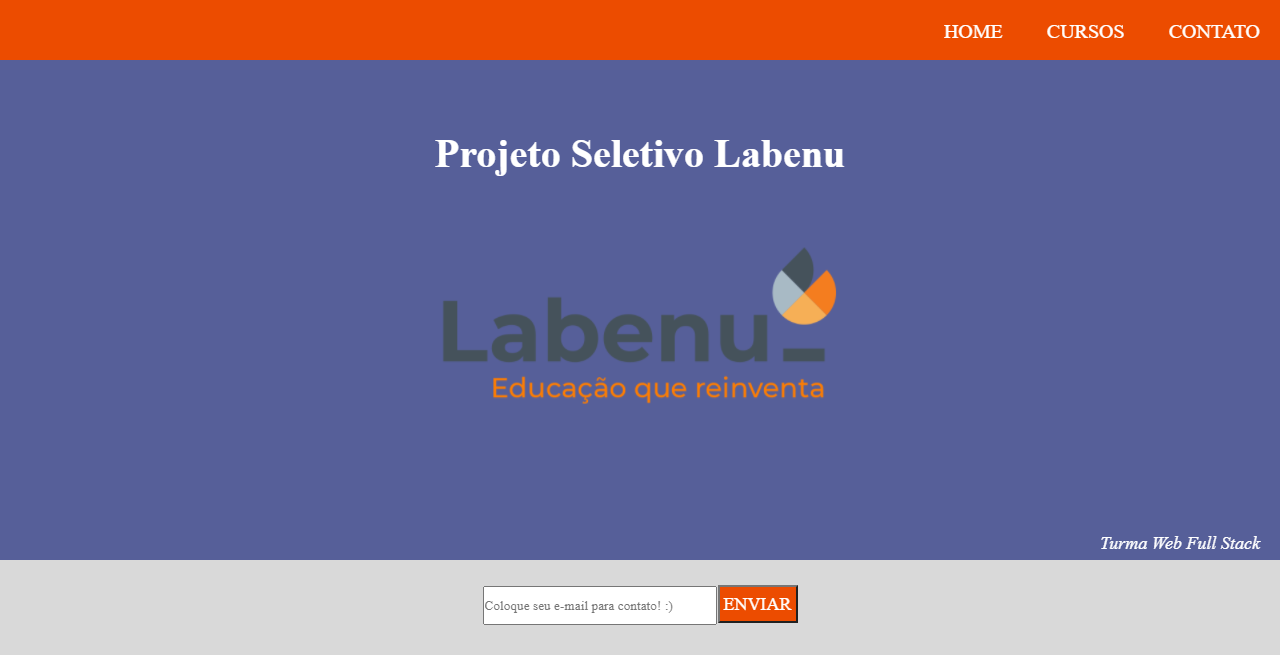 HOME CURSOS CONTATO
Projeto Seletivo Labenu
Labenu_
Educação que reinventa
Turma Web Full Stack
Coloque seu e-mail para contato! :) ENVIAR